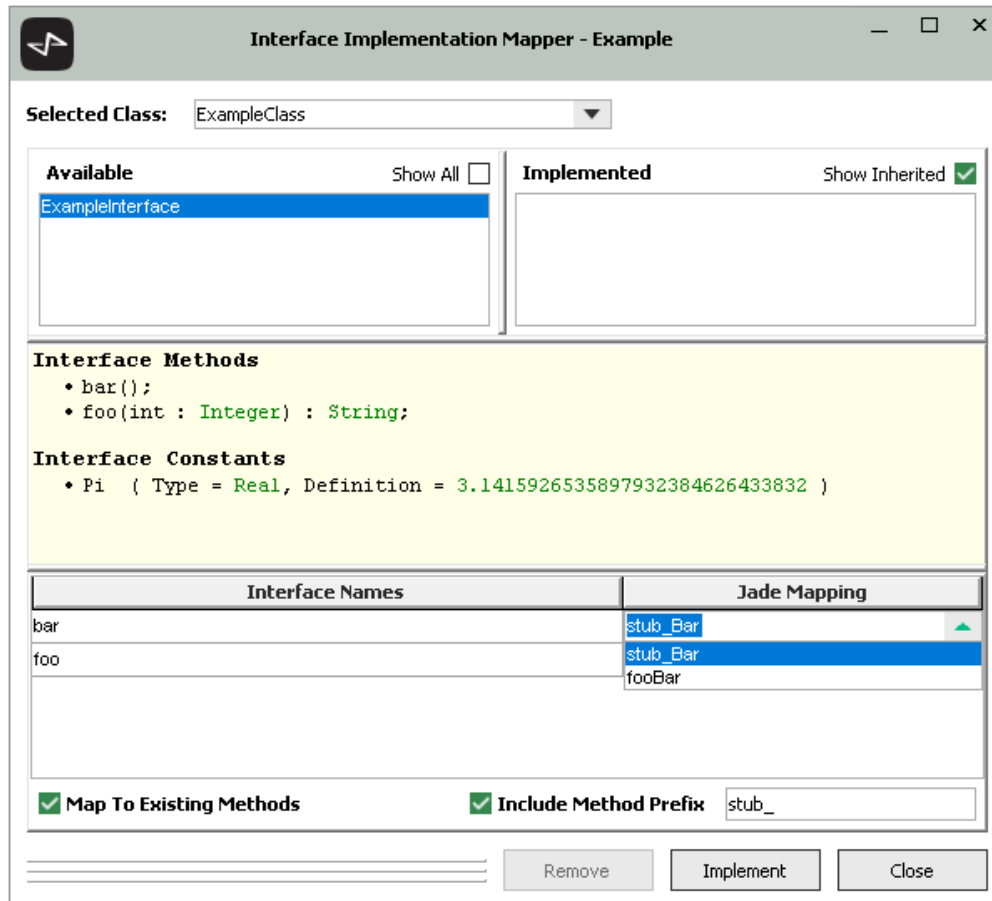 Interface Implementation Mapper - Example
Selected Class: ExampleClass
Available Show All
Implemented Show Inherited
ExampleInterface
Interface Methods
• bar();
• foo(int : Integer) : String;
Interface Constants
• Pi ( Type = Real, Definition = 3.1415926535897932384626433832 )
Interface Names Jade Mapping
bar stub_Bar
foo stub_Bar
fooBar
Map To Existing Methods Include Method Prefix stub_
Remove Implement Close